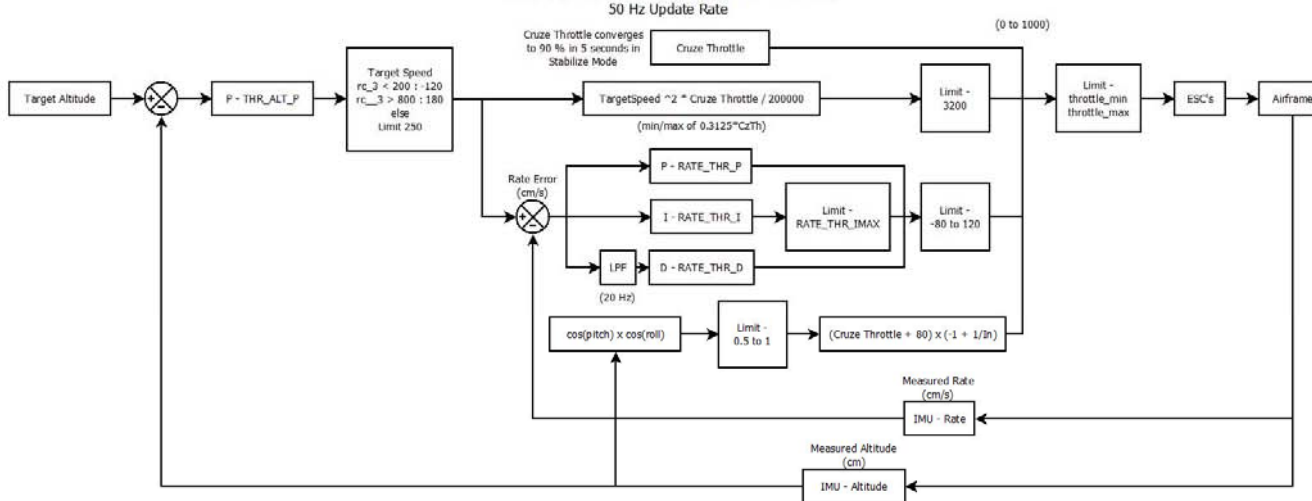 50 Hz Update Rate
Cruze Throttle converges
to 90 % in 5 seconds in
Stabilize Mode
Cruze Throttle
(0 to 1000)
Target Altitude
+
-
P - THR_ALT_P
Target Speed
rc_3 < 200 : -120
rc__3 > 800 : 180
else
Limit 250
TargetSpeed ^2 * Cruze Throttle / 200000
(min/max of 0.3125*CzTh)
Limit -
3200
Limit -
throttle_min
throttle_max
ESC's
Airframe
Rate Error
(cm/s)
+
-
P - RATE_THR_P
I - RATE_THR_I
Limit -
RATE_THR_IMAX
Limit -
-80 to 120
LPF
(20 Hz)
D - RATE_THR_D
cos(pitch) x cos(roll)
Limit -
0.5 to 1
(Cruze Throttle + 80) x (-1 + 1/In)
Measured Rate
(cm/s)
IMU - Rate
Measured Altitude
(cm)
IMU - Altitude